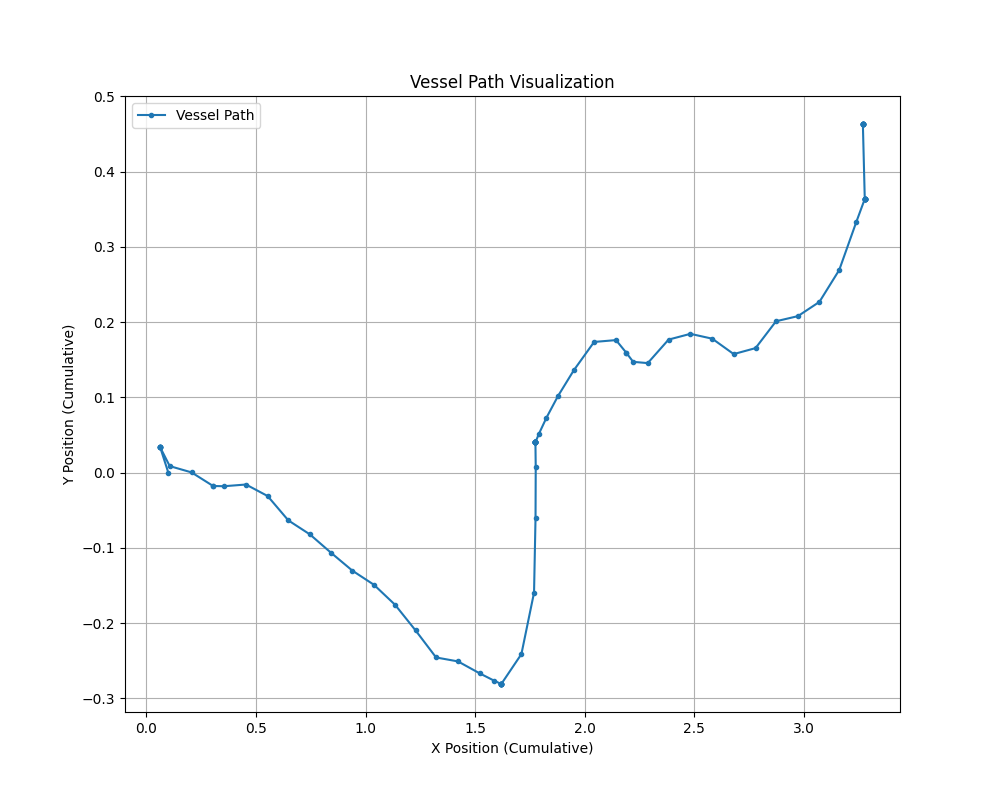 Vessel Path Visualization
Vessel Path
0.5
0.4
0.3
0.2
0.1
0.0
−0.1
−0.2
−0.3
Y Position (Cumulative)
0.0 0.5 1.0 1.5 2.0 2.5 3.0
X Position (Cumulative)